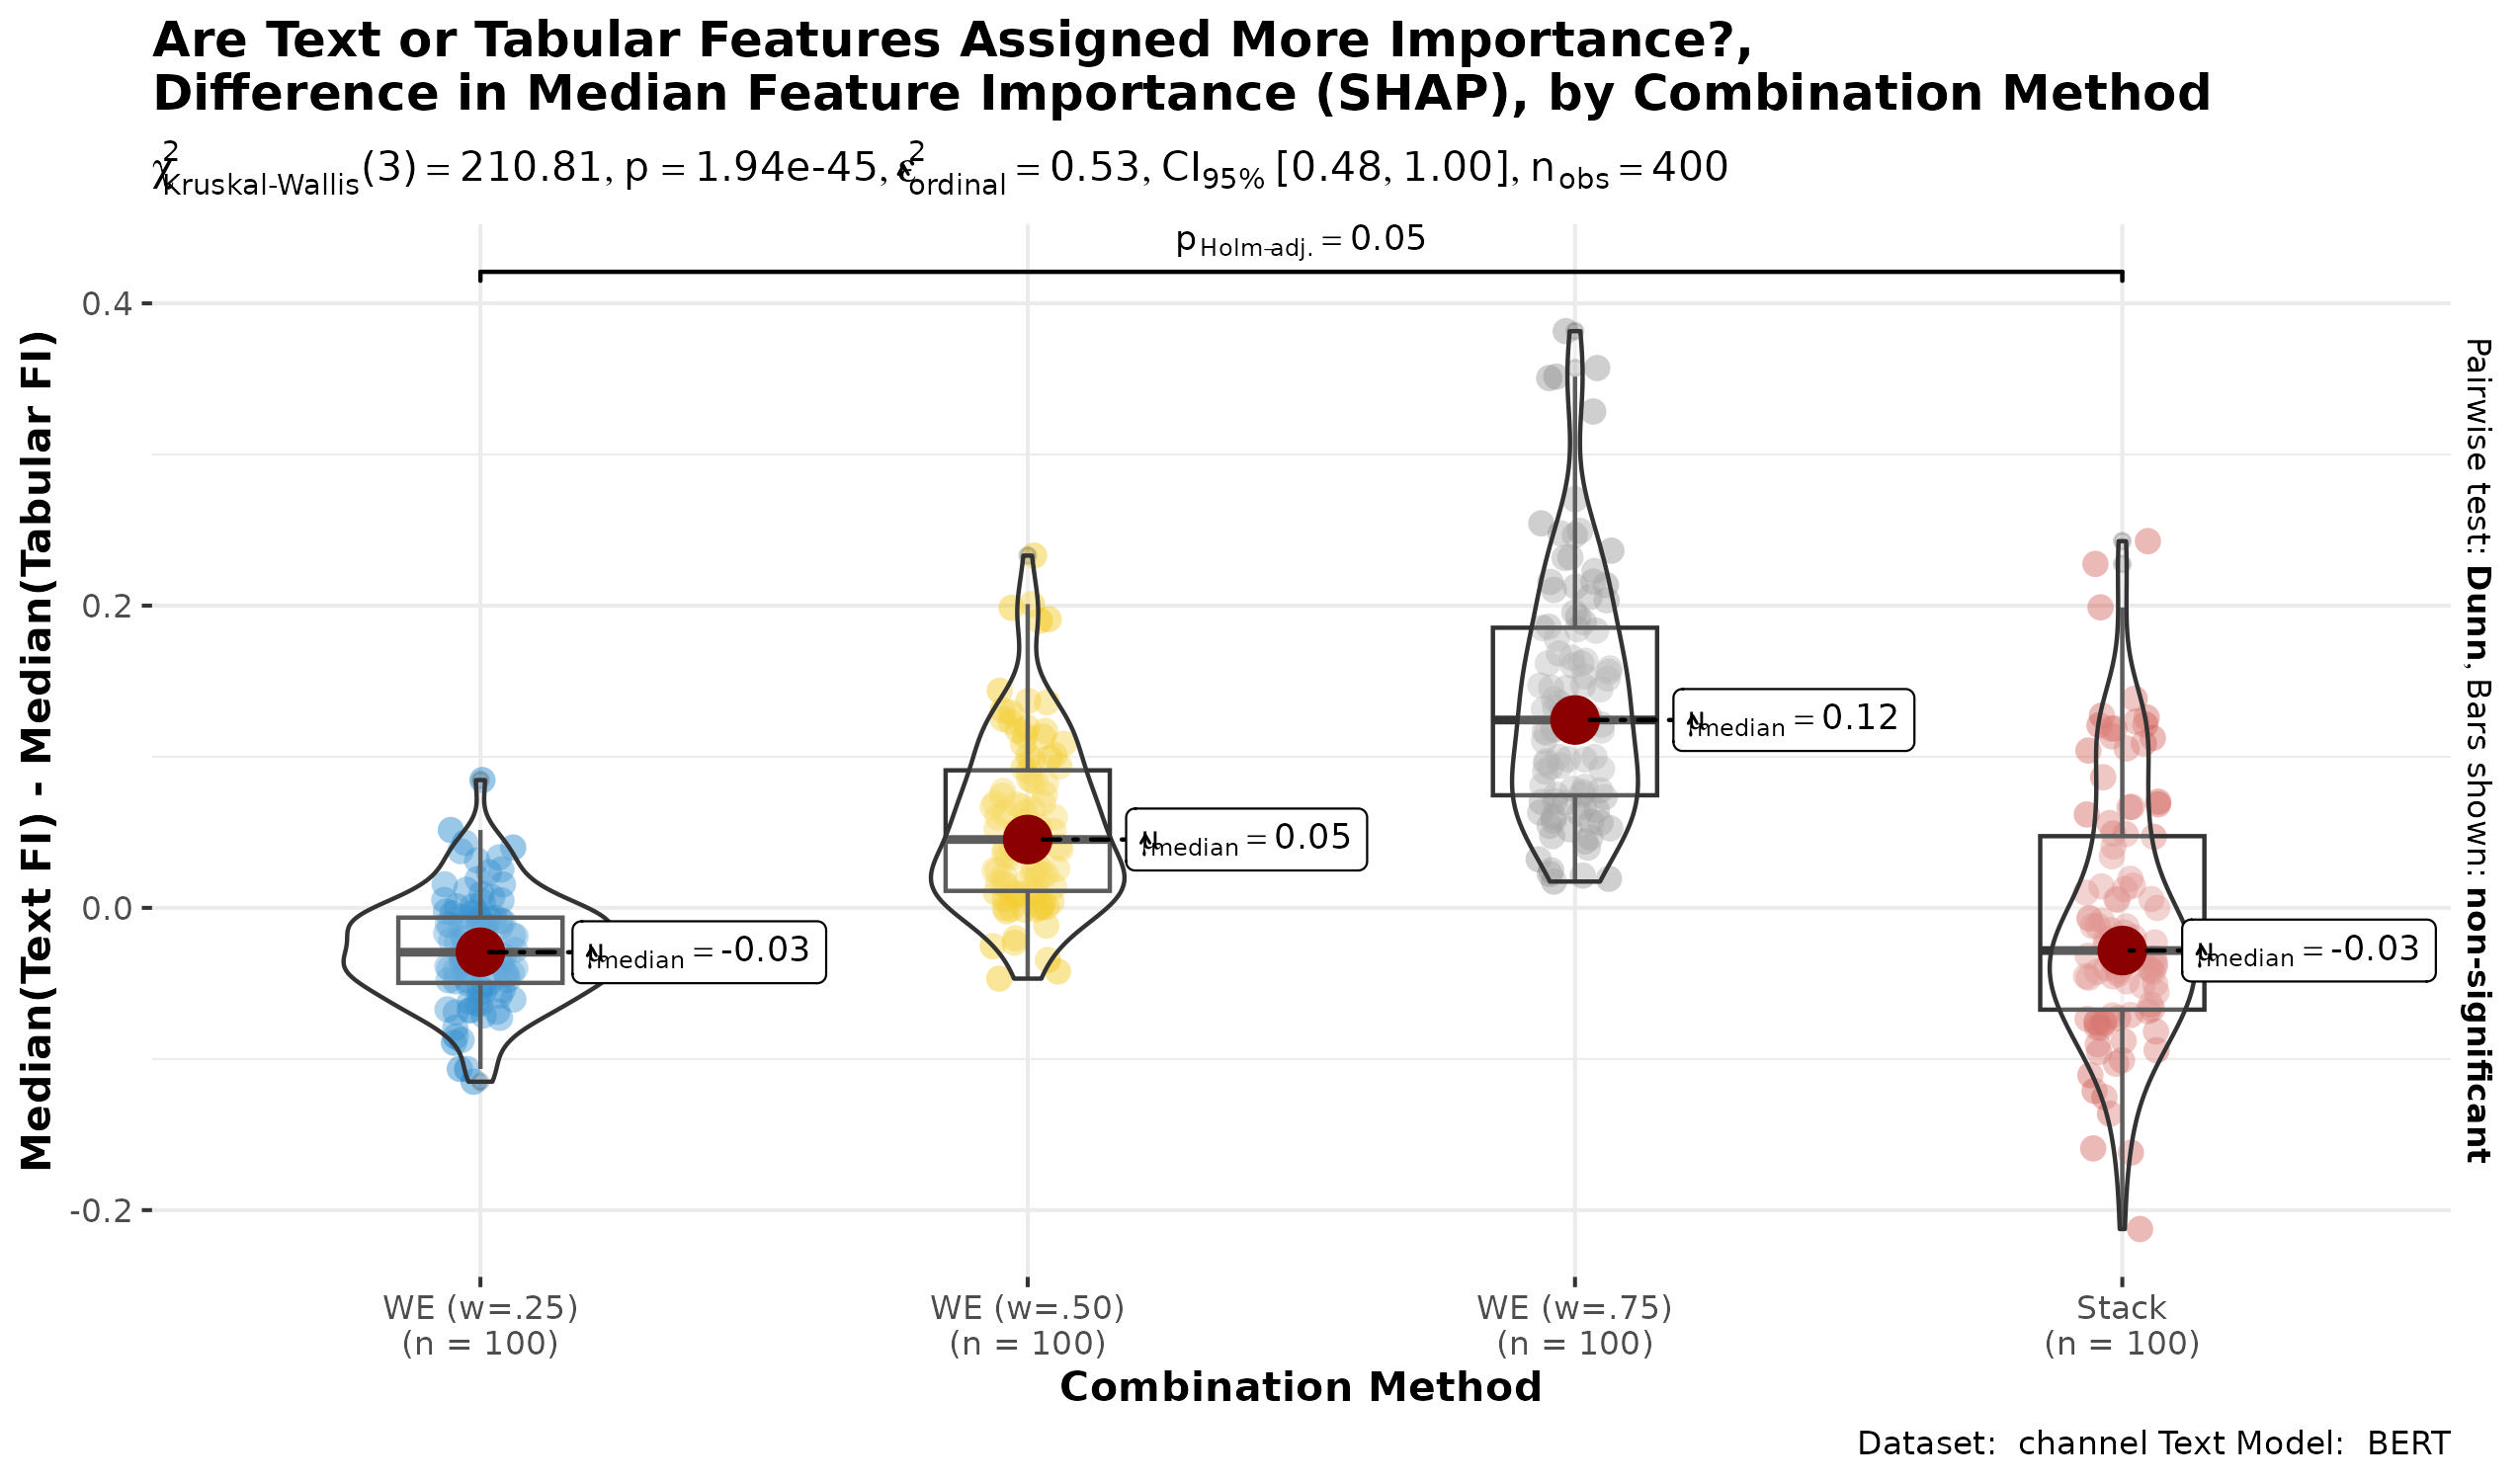 Are Text or Tabular Features Assigned More Importance?,
Difference in Median Feature Importance (SHAP), by Combination Method
χ²Kruskal-Wallis(3) = 210.81, p = 1.94e-45, ε̂²ordinal = 0.53, CI95% [0.48, 1.00], nobs = 400
pHolm-adj. = 0.05
Median(Text FI) - Median(Tabular FI)
0.4
0.2
0.0
-0.2
μ̂median = -0.03
μ̂median = 0.05
μ̂median = 0.12
μ̂median = -0.03
Pairwise test: Dunn, Bars shown: non-significant
WE (w=.25)
(n = 100)
WE (w=.50)
(n = 100)
WE (w=.75)
(n = 100)
Stack
(n = 100)
Combination Method
Dataset:  channel Text Model:  BERT